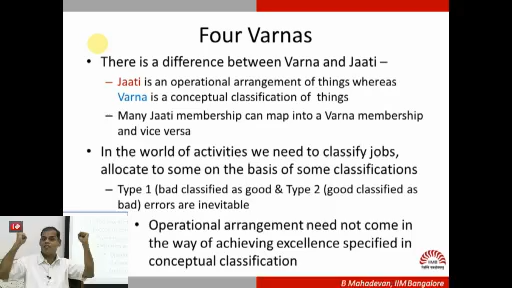 Four Varnas
• There is a difference between Varna and Jaati –
– Jaati is an operational arrangement of things whereas
Varna is a conceptual classification of things
– Many Jaati membership can map into a Varna membership
and vice versa
• In the world of activities we need to classify jobs,
allocate to some on the basis of some classifications
– Type 1 (bad classified as good & Type 2 (good classified as
bad) errors are inevitable
• Operational arrangement need not come in
the way of achieving excellence specified in
conceptual classification
B Mahadevan, IIM Bangalore